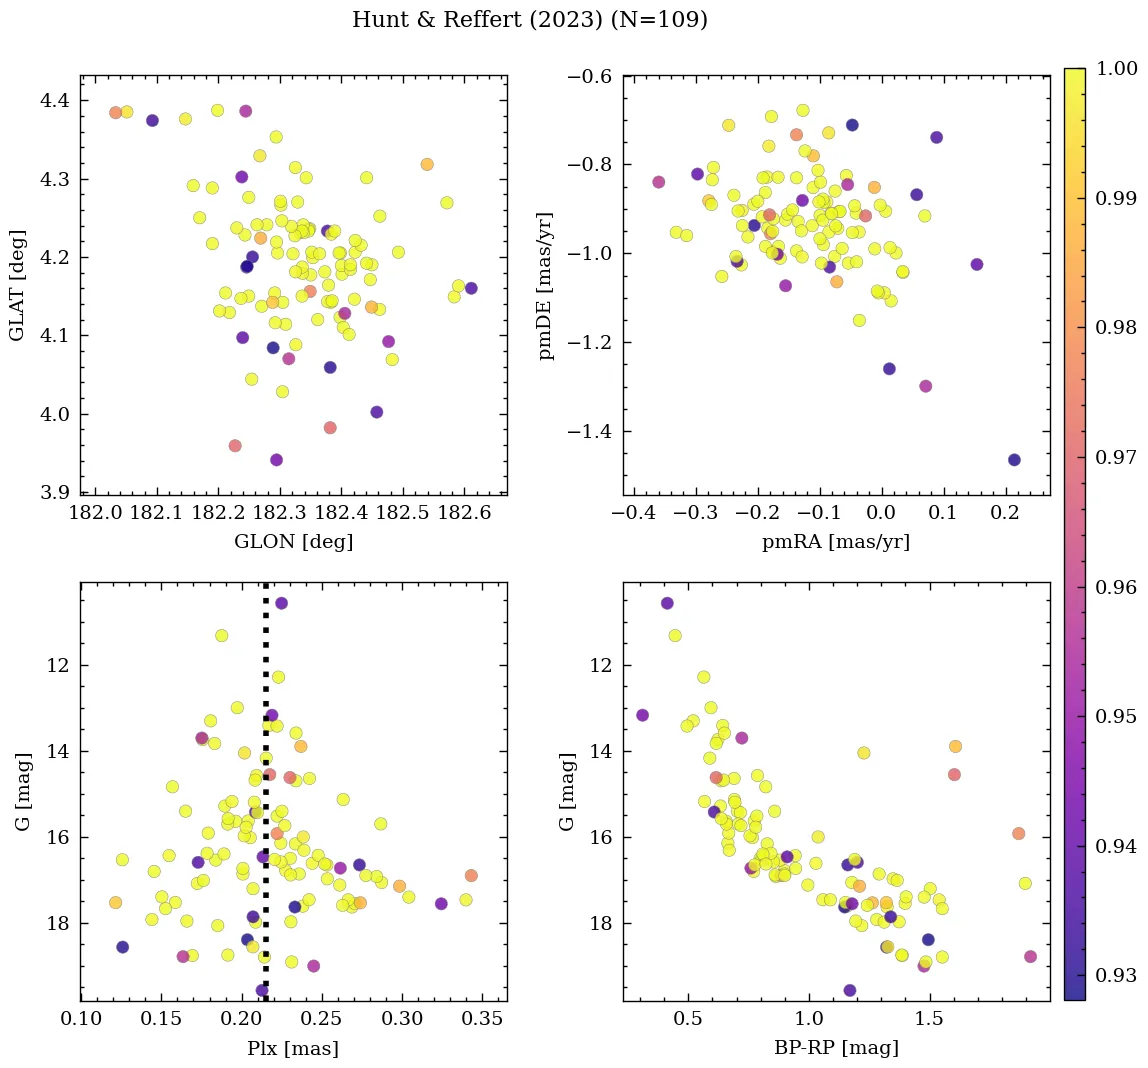 Hunt & Reffert (2023) (N=109)
4.4
4.3
4.2
4.1
4.0
3.9
GLAT [deg]
182.0 182.1 182.2 182.3 182.4 182.5 182.6
GLON [deg]
−0.6
−0.8
−1.0
−1.2
−1.4
pmDE [mas/yr]
−0.4 −0.3 −0.2 −0.1 0.0 0.1 0.2
pmRA [mas/yr]
12
14
16
18
G [mag]
0.10 0.15 0.20 0.25 0.30 0.35
Plx [mas]
12
14
16
18
G [mag]
0.5 1.0 1.5
BP-RP [mag]
1.00
0.99
0.98
0.97
0.96
0.95
0.94
0.93